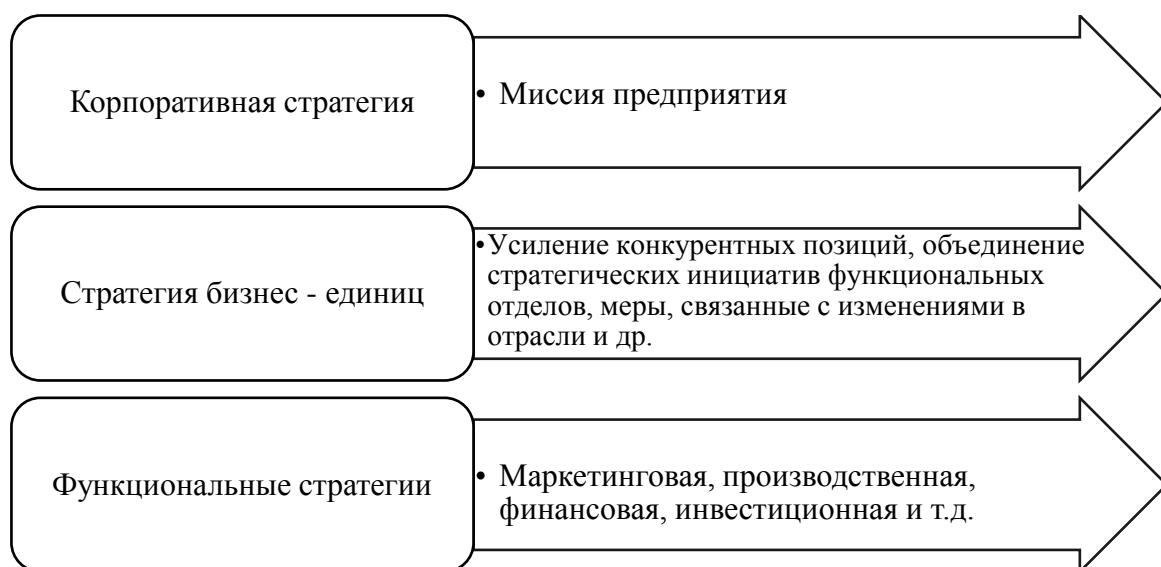 Корпоративная стратегия
• Миссия предприятия
Стратегия бизнес - единиц
•Усиление конкурентных позиций, объединение
стратегических инициатив функциональных
отделов, меры, связанные с изменениями в
отрасли и др.
Функциональные стратегии
• Маркетинговая, производственная,
финансовая, инвестиционная и т.д.